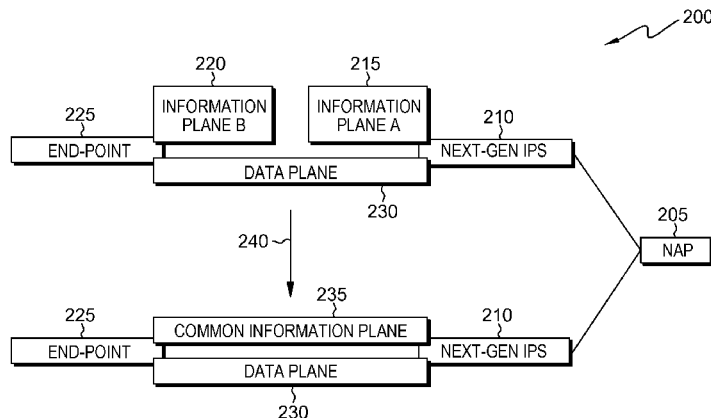 200
220
215
INFORMATION
PLANE B
INFORMATION
PLANE A
225
210
END-POINT
NEXT-GEN IPS
DATA PLANE
230
205
NAP
240
235
225
210
COMMON INFORMATION PLANE
END-POINT
NEXT-GEN IPS
DATA PLANE
230